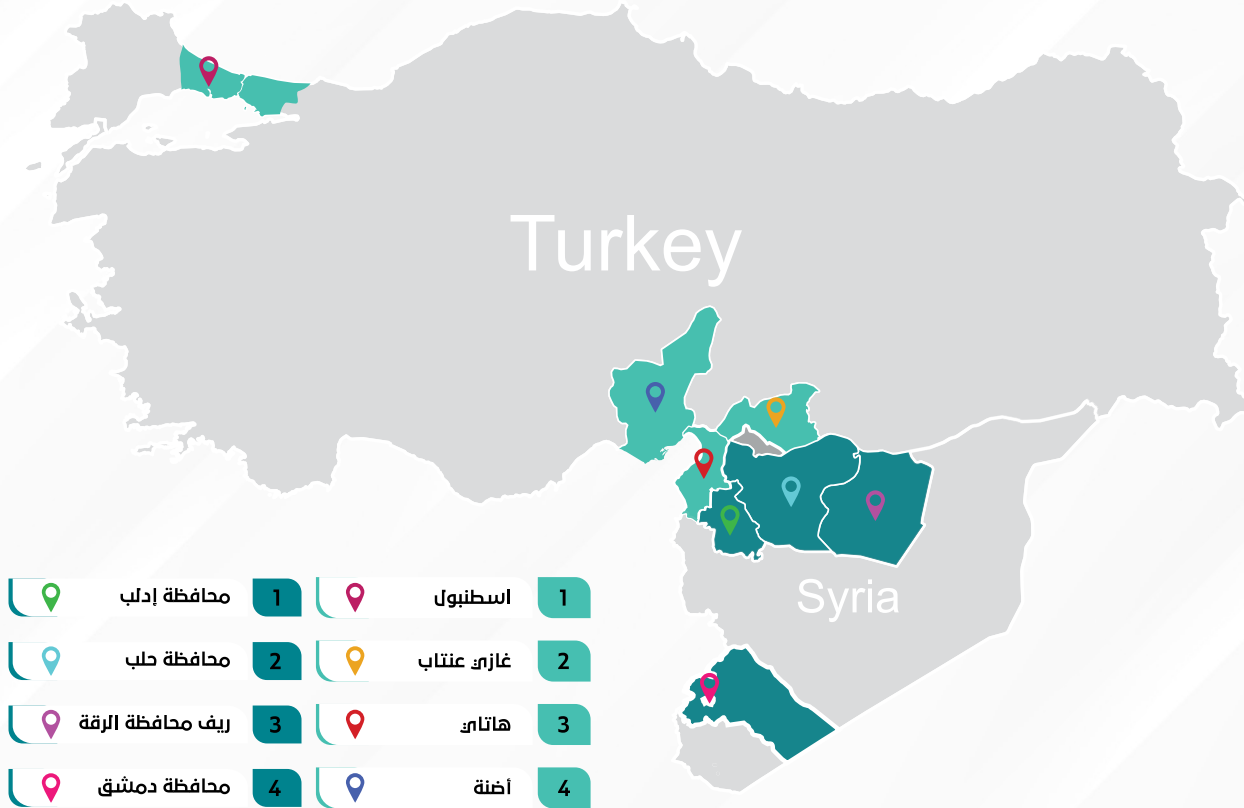 Turkey
Syria
1 اسطنبول
2 غازي عنتاب
3 هاتاي
4 أضنة
1 محافظة إدلب
2 محافظة حلب
3 ريف محافظة الرقة
4 محافظة دمشق